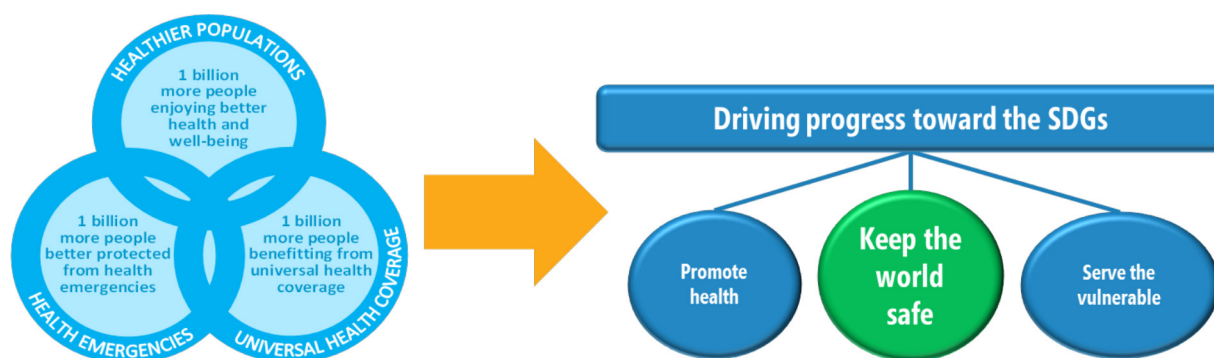 HEALTHIER POPULATIONS
1 billion
more people
enjoying better
health and
well-being
1 billion
more people
better protected
from health
emergencies
HEALTH EMERGENCIES
1 billion
more people
benefitting from
universal health
coverage
UNIVERSAL HEALTH COVERAGE
Driving progress toward the SDGs
Promote
health
Keep the
world
safe
Serve the
vulnerable